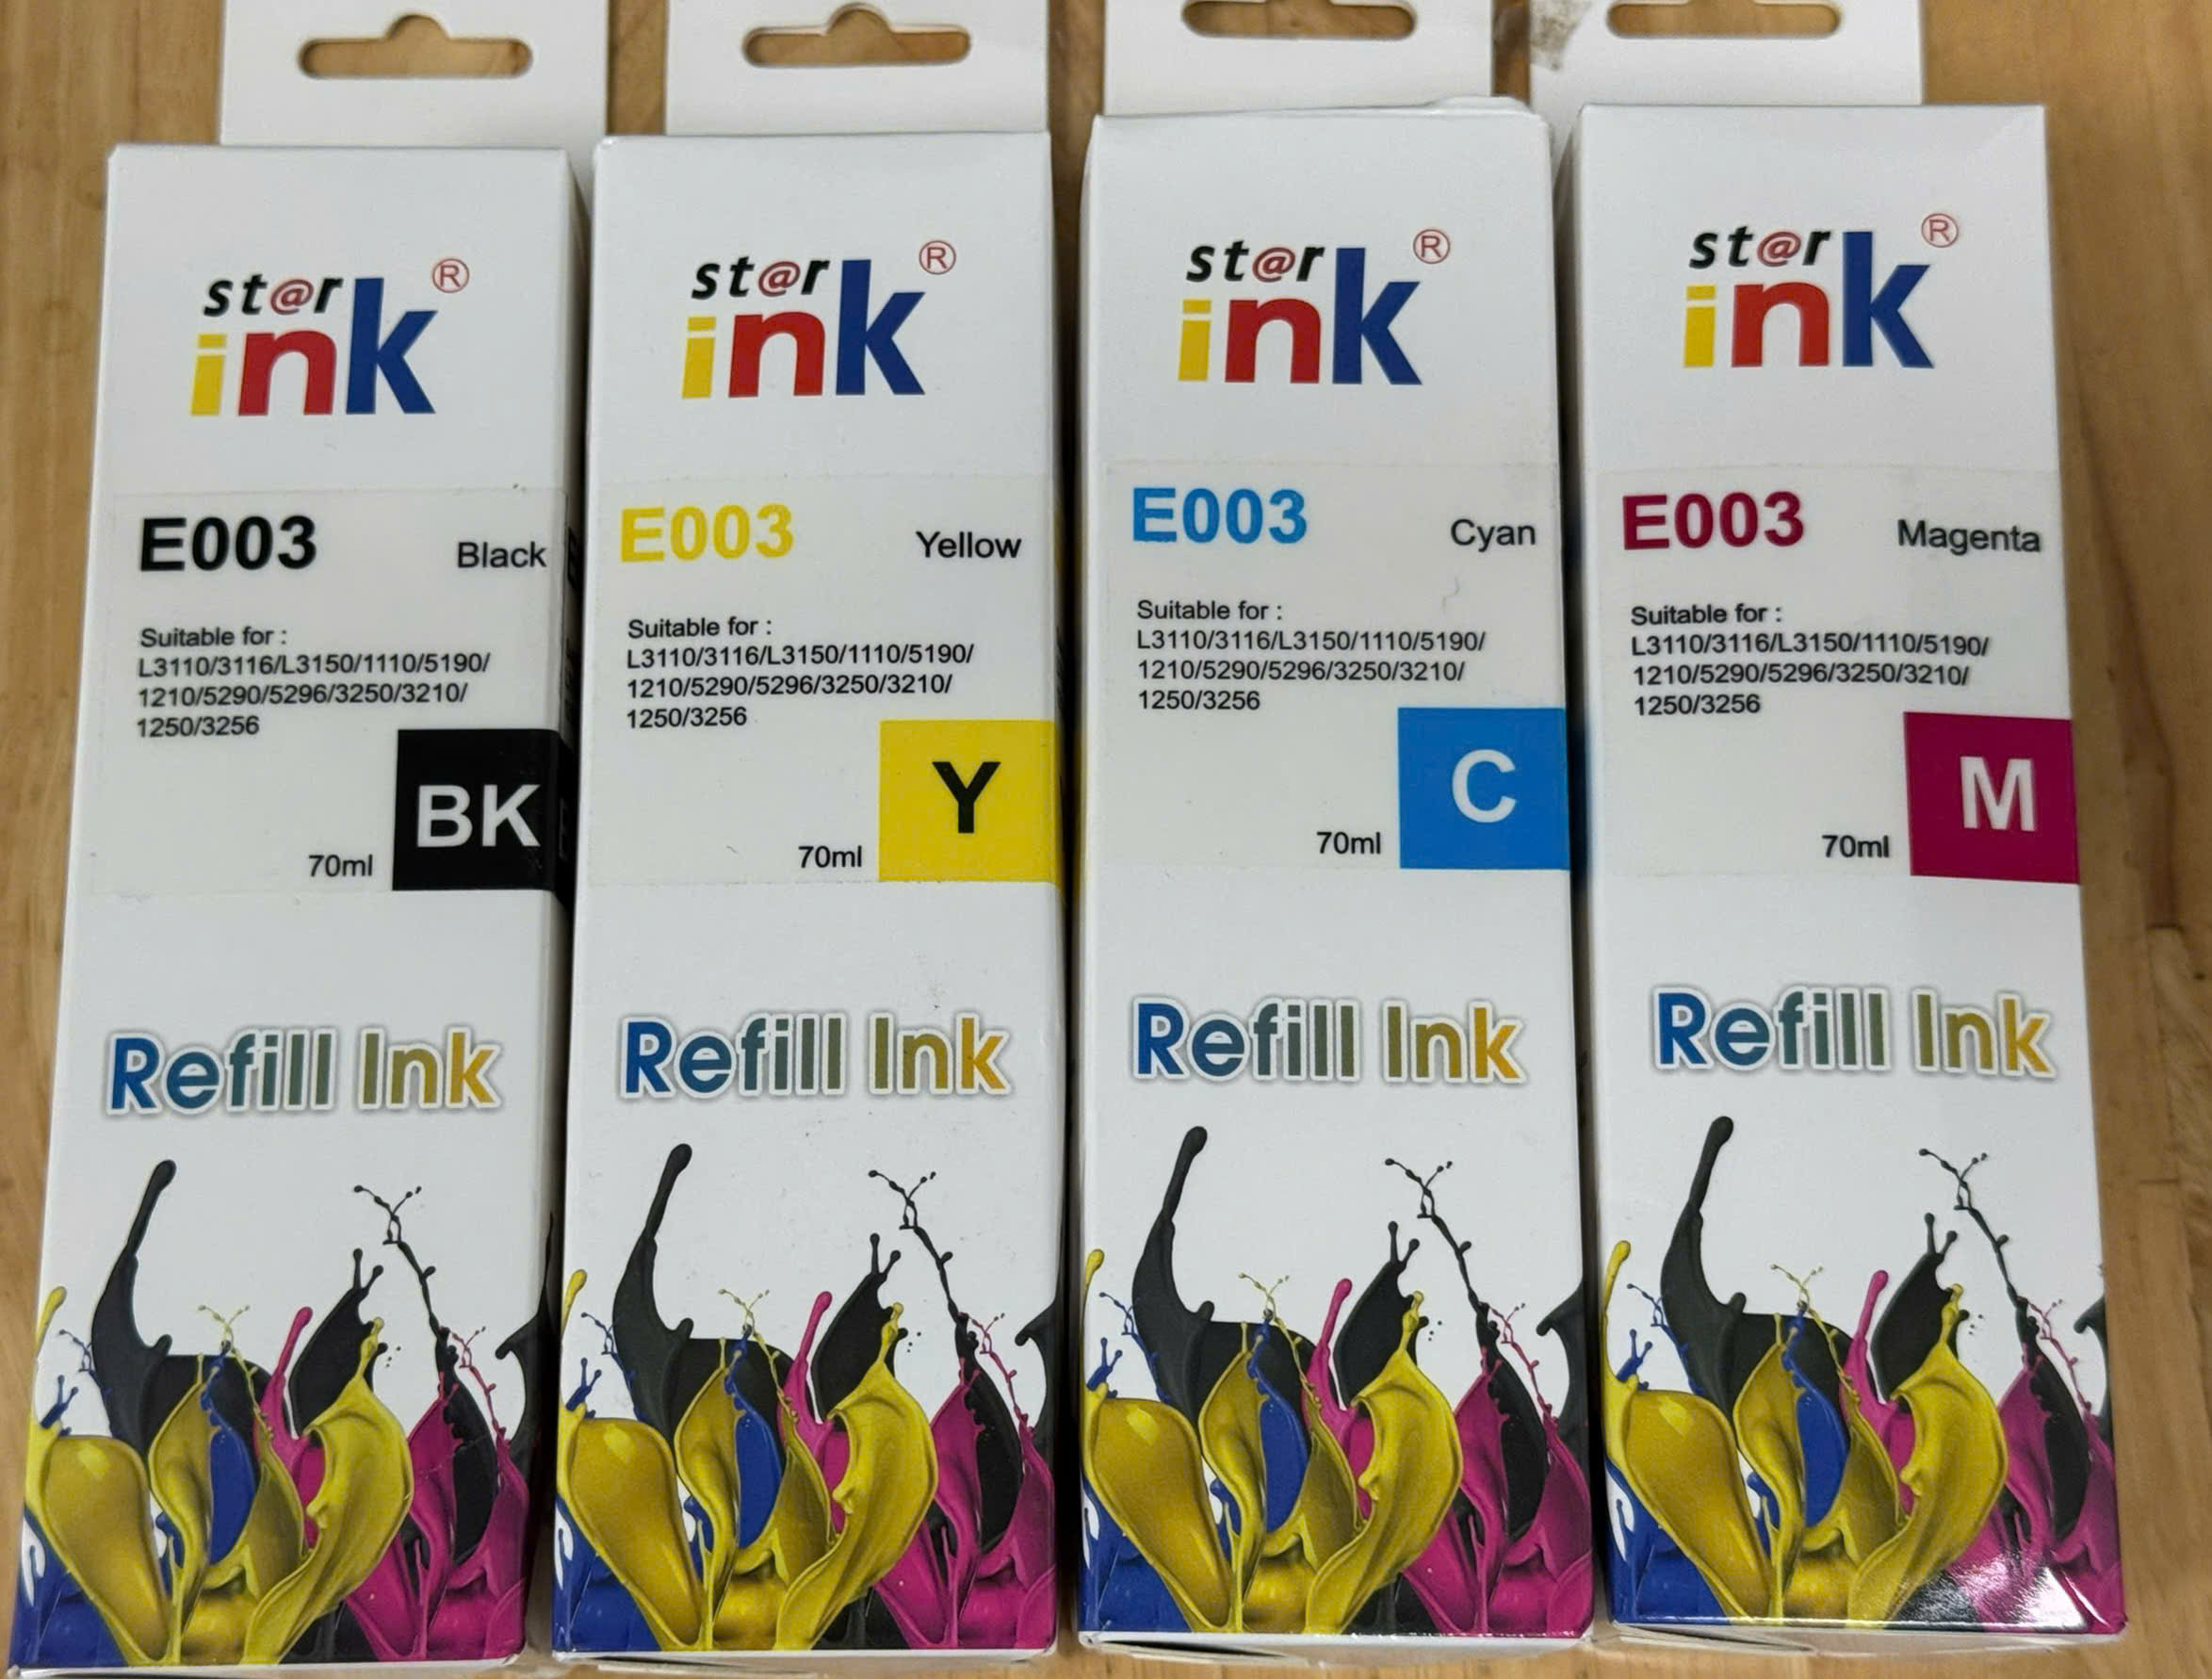 st@r
ink®
E003 Black
Suitable for :
L3110/3116/L3150/1110/5190/
1210/5290/5296/3250/3210/
1250/3256
70ml
BK
Refill Ink
st@r
ink®
E003 Yellow
Suitable for :
L3110/3116/L3150/1110/5190/
1210/5290/5296/3250/3210/
1250/3256
70ml
Y
Refill Ink
st@r
ink®
E003 Cyan
Suitable for :
L3110/3116/L3150/1110/5190/
1210/5290/5296/3250/3210/
1250/3256
70ml
C
Refill Ink
st@r
ink®
E003 Magenta
Suitable for :
L3110/3116/L3150/1110/5190/
1210/5290/5296/3250/3210/
1250/3256
70ml
M
Refill Ink